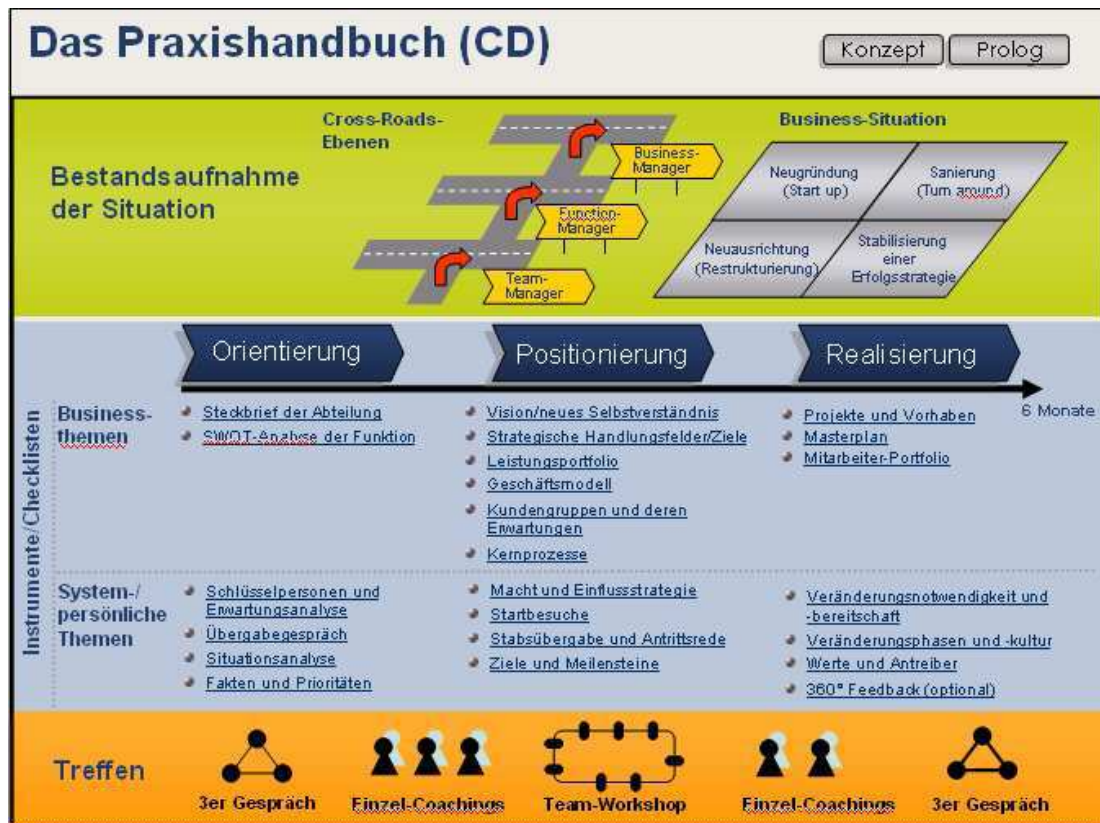 Das Praxishandbuch (CD)
Konzept
Prolog
Bestandsaufnahme
der Situation
Cross-Roads-
Ebenen
Business-
Manager
Function-
Manager
Team-
Manager
Business-Situation
Neugründung
(Start up)
Sanierung
(Turn around)
Neuausrichtung
(Restrukturierung)
Stabilisierung
einer
Erfolgsstrategie
Orientierung
Positionierung
Realisierung
6 Monate
Instrumente/Checklisten
Business-
themen
Steckbrief der Abteilung
SWOT-Analyse der Funktion
Vision/neues Selbstverständnis
Strategische Handlungsfelder/Ziele
Leistungsportfolio
Geschäftsmodell
Kundengruppen und deren
Erwartungen
Kernprozesse
Projekte und Vorhaben
Masterplan
Mitarbeiter-Portfolio
System-/
persönliche
Themen
Schlüsselpersonen und
Erwartungsanalyse
Übergabegespräch
Situationsanalyse
Fakten und Prioritäten
Macht und Einflussstrategie
Startbesuche
Stabsübergabe und Antrittsrede
Ziele und Meilensteine
Veränderungsnotwendigkeit und
-bereitschaft
Veränderungsphasen und -kultur
Werte und Antreiber
360° Feedback (optional)
Treffen
3er Gespräch
Einzel-Coachings
Team-Workshop
Einzel-Coachings
3er Gespräch